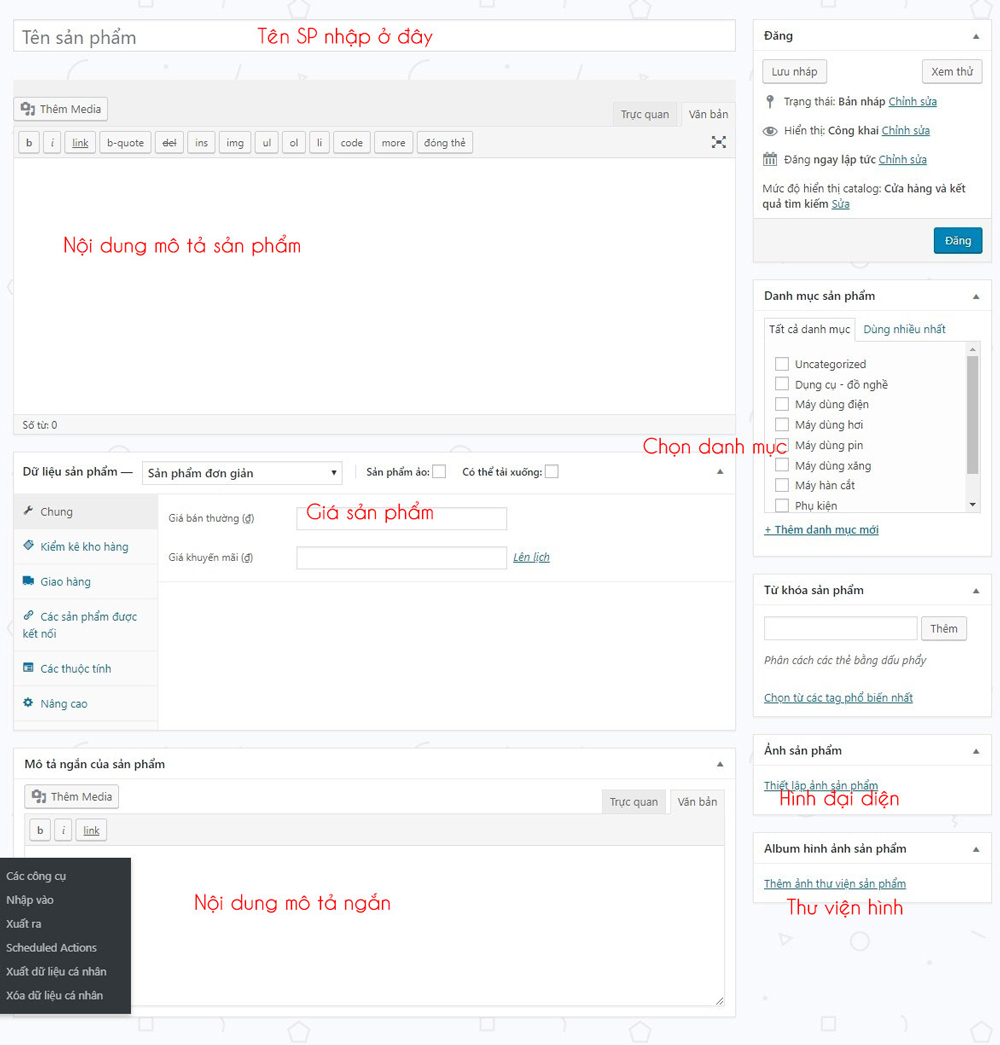 Tên sản phẩm
Tên SP nhập ở đây
Thêm Media
Trực quan
Văn bản
b
i
link
b-quote
del
ins
img
ul
ol
li
code
more
đóng thẻ
Nội dung mô tả sản phẩm
Số từ: 0
Dữ liệu sản phẩm —
Sản phẩm đơn giản
Sản phẩm ảo:
Có thể tải xuống:
Chung
Kiểm kê kho hàng
Giao hàng
Các sản phẩm được
kết nối
Các thuộc tính
Nâng cao
Giá bán thường (₫)
Giá sản phẩm
Giá khuyến mãi (₫)
Lên lịch
Mô tả ngắn của sản phẩm
Thêm Media
Trực quan
Văn bản
b
i
link
Nội dung mô tả ngắn
Các công cụ
Nhập vào
Xuất ra
Scheduled Actions
Xuất dữ liệu cá nhân
Xóa dữ liệu cá nhân
Đăng
Lưu nháp
Xem thử
Trạng thái: Bản nháp Chỉnh sửa
Hiển thị: Công khai Chỉnh sửa
Đăng ngay lập tức Chỉnh sửa
Mức độ hiển thị catalog: Cửa hàng và kết
quả tìm kiếm Sửa
Đăng
Danh mục sản phẩm
Tất cả danh mục
Dùng nhiều nhất
Uncategorized
Dụng cụ - đồ nghề
Máy dùng điện
Máy dùng hơi
Chọn danh mục
Máy dùng pin
Máy dùng xăng
Máy hàn cắt
Phụ kiện
+ Thêm danh mục mới
Từ khóa sản phẩm
Thêm
Phân cách các thẻ bằng dấu phẩy
Chọn từ các tag phổ biến nhất
Ảnh sản phẩm
Thiết lập ảnh sản phẩm
Hình đại diện
Album hình ảnh sản phẩm
Thêm ảnh thư viện sản phẩm
Thư viện hình